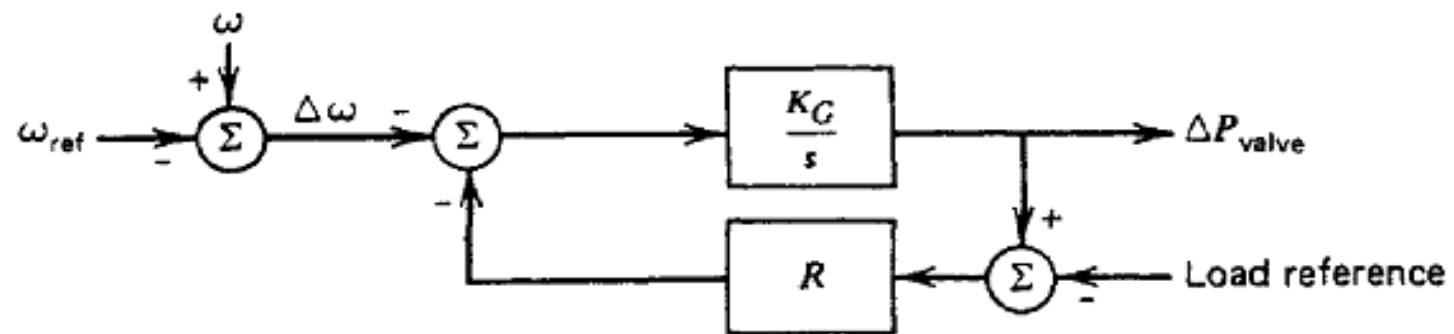 ω
+
ω_ref
-
Σ
Δω
-
Σ
-
K_G
s
ΔP_valve
+
R
Σ
-
Load reference